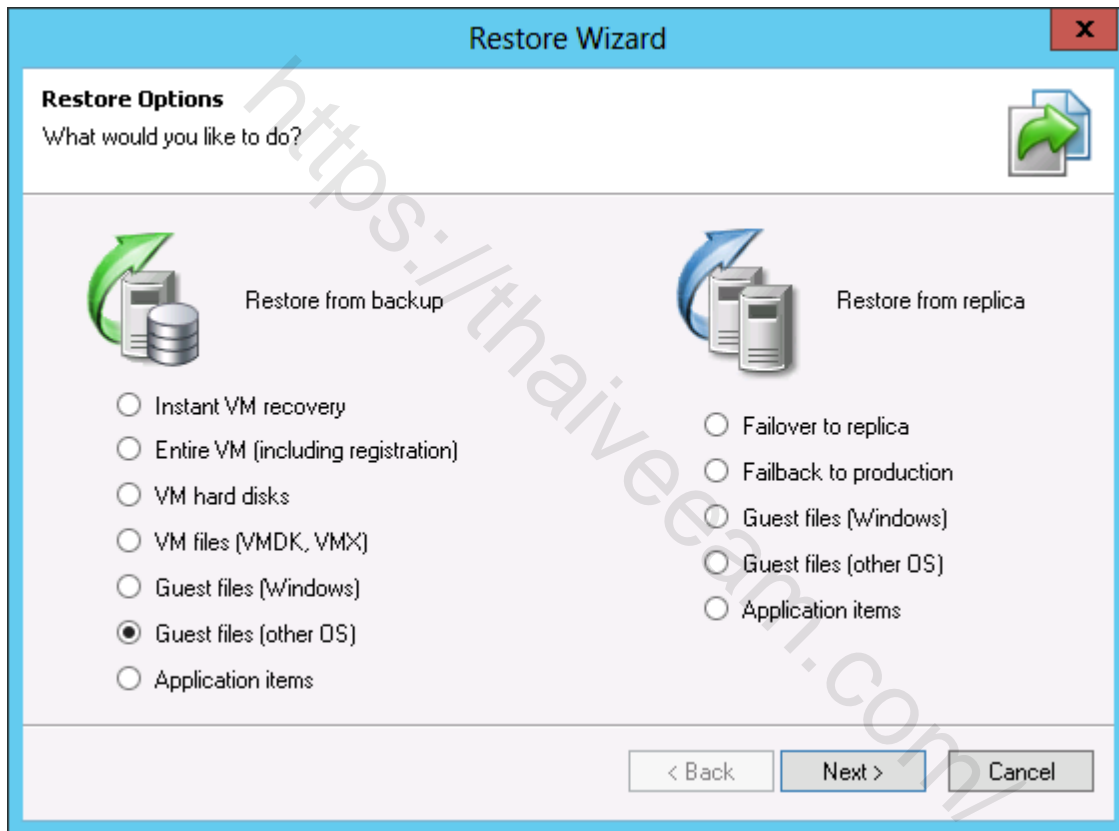 Restore Wizard
x
Restore Options
What would you like to do?
Restore from backup
Instant VM recovery
Entire VM (including registration)
VM hard disks
VM files (VMDK, VMX)
Guest files (Windows)
Guest files (other OS)
Application items
Restore from replica
Failover to replica
Failback to production
Guest files (Windows)
Guest files (other OS)
Application items
< Back
Next >
Cancel
https://thaiveeam.com/